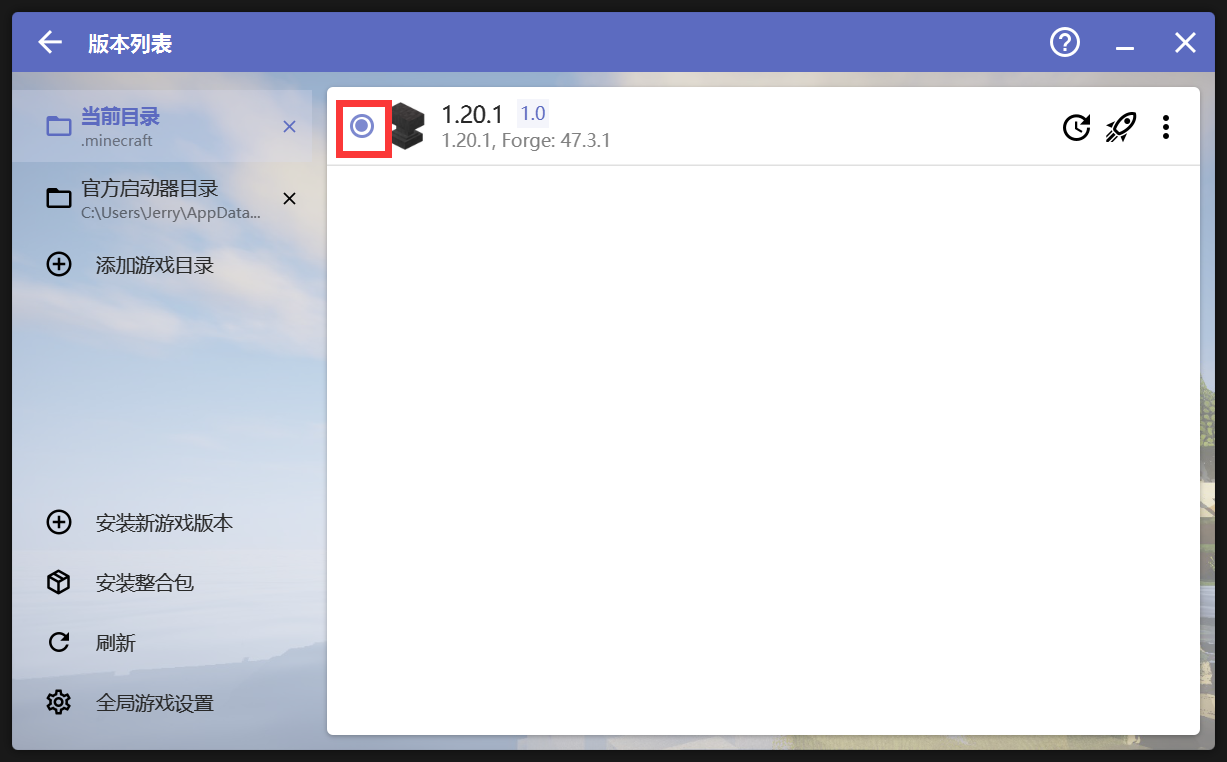 版本列表
当前目录
.minecraft
官方启动器目录
C:\Users\Jerry\AppData...
添加游戏目录
安装新游戏版本
安装整合包
刷新
全局游戏设置
1.20.1 1.0
1.20.1, Forge: 47.3.1